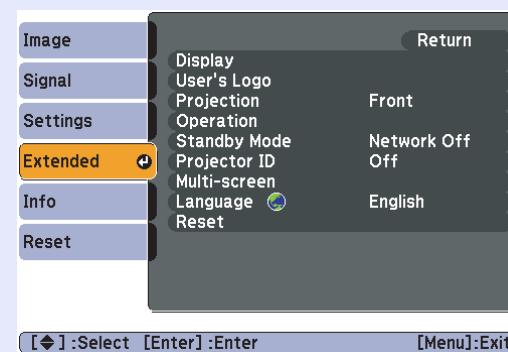 Image
Signal
Settings
Extended
Info
Reset
Return
Display
User's Logo
Projection Front
Operation
Standby Mode Network Off
Projector ID Off
Multi-screen
Language English
Reset
[◆] :Select [Enter] :Enter [Menu]:Exit